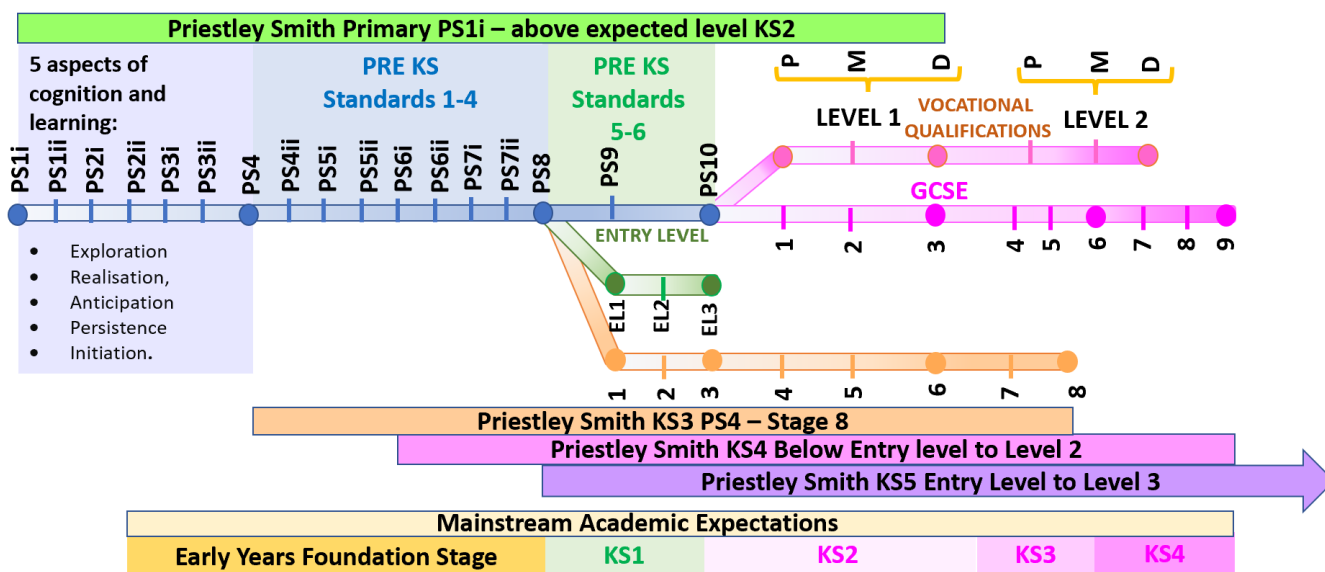 Priestley Smith Primary PS1i – above expected level KS2
5 aspects of
cognition and
learning:
PRE KS
Standards 1-4
PRE KS
Standards
5-6
P
M
D
P
M
D
LEVEL 1
VOCATIONAL
QUALIFICATIONS
LEVEL 2
PS1i
PS1ii
PS2i
PS2ii
PS3i
PS3ii
PS4
PS4ii
PS5i
PS5ii
PS6i
PS6ii
PS7i
PS7ii
PS8
PS9
PS10
GCSE
1
2
3
4
5
6
7
8
9
ENTRY LEVEL
• Exploration
• Realisation,
• Anticipation
• Persistence
• Initiation.
EL1
EL2
EL3
1
2
3
4
5
6
7
8
Priestley Smith KS3 PS4 – Stage 8
Priestley Smith KS4 Below Entry level to Level 2
Priestley Smith KS5 Entry Level to Level 3
Mainstream Academic Expectations
Early Years Foundation Stage
KS1
KS2
KS3
KS4